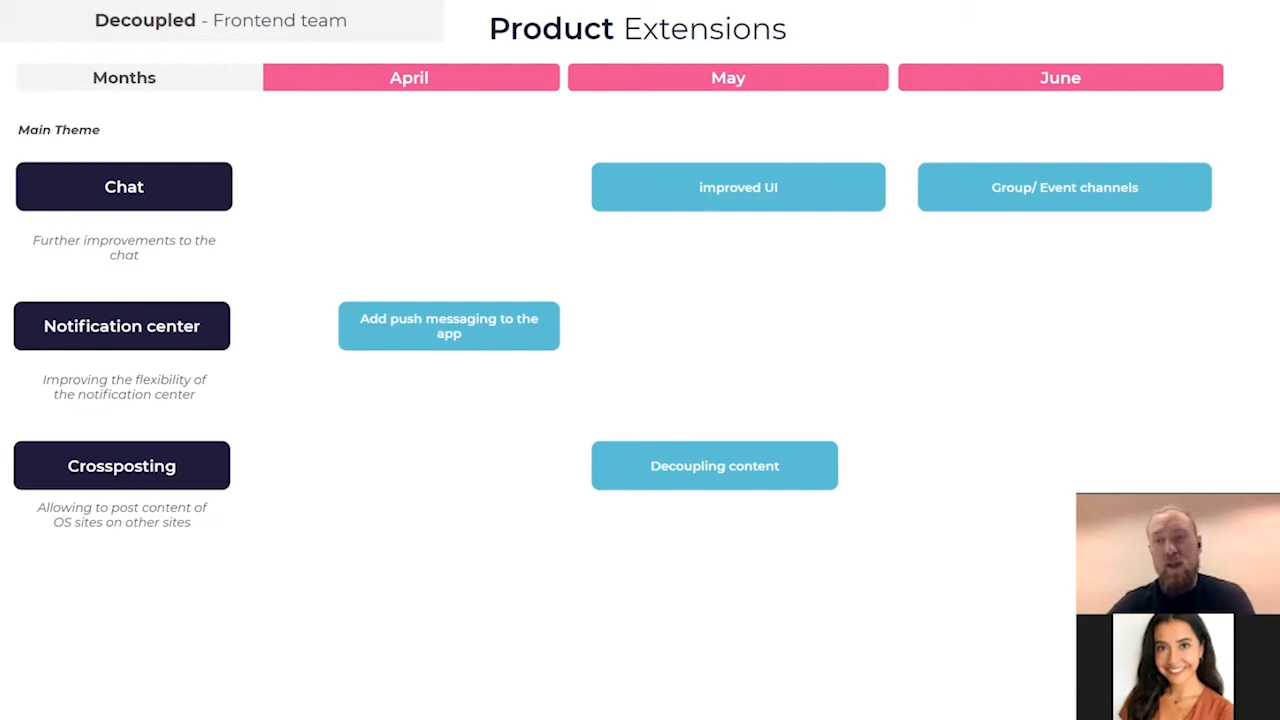 Decoupled - Frontend team
Product Extensions
Months
April
May
June
Main Theme
Chat
improved UI
Group/ Event channels
Further improvements to the
chat
Notification center
Add push messaging to the
app
Improving the flexibility of
the notification center
Crossposting
Decoupling content
Allowing to post content of
OS sites on other sites